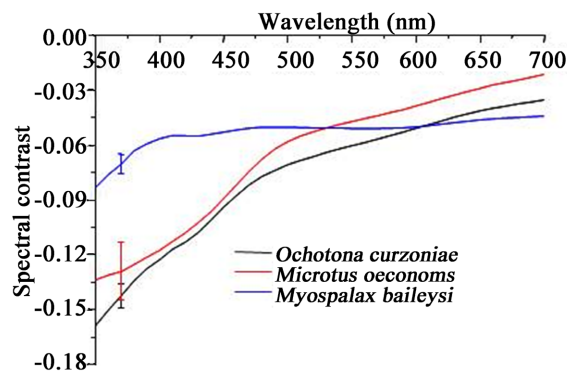 Wavelength (nm)
0.00
350 400 450 500 550 600 650 700
-0.03
-0.06
-0.09
-0.12
-0.15
-0.18
Spectral contrast
Ochotona curzoniae
Microtus oeconoms
Myospalax baileysi